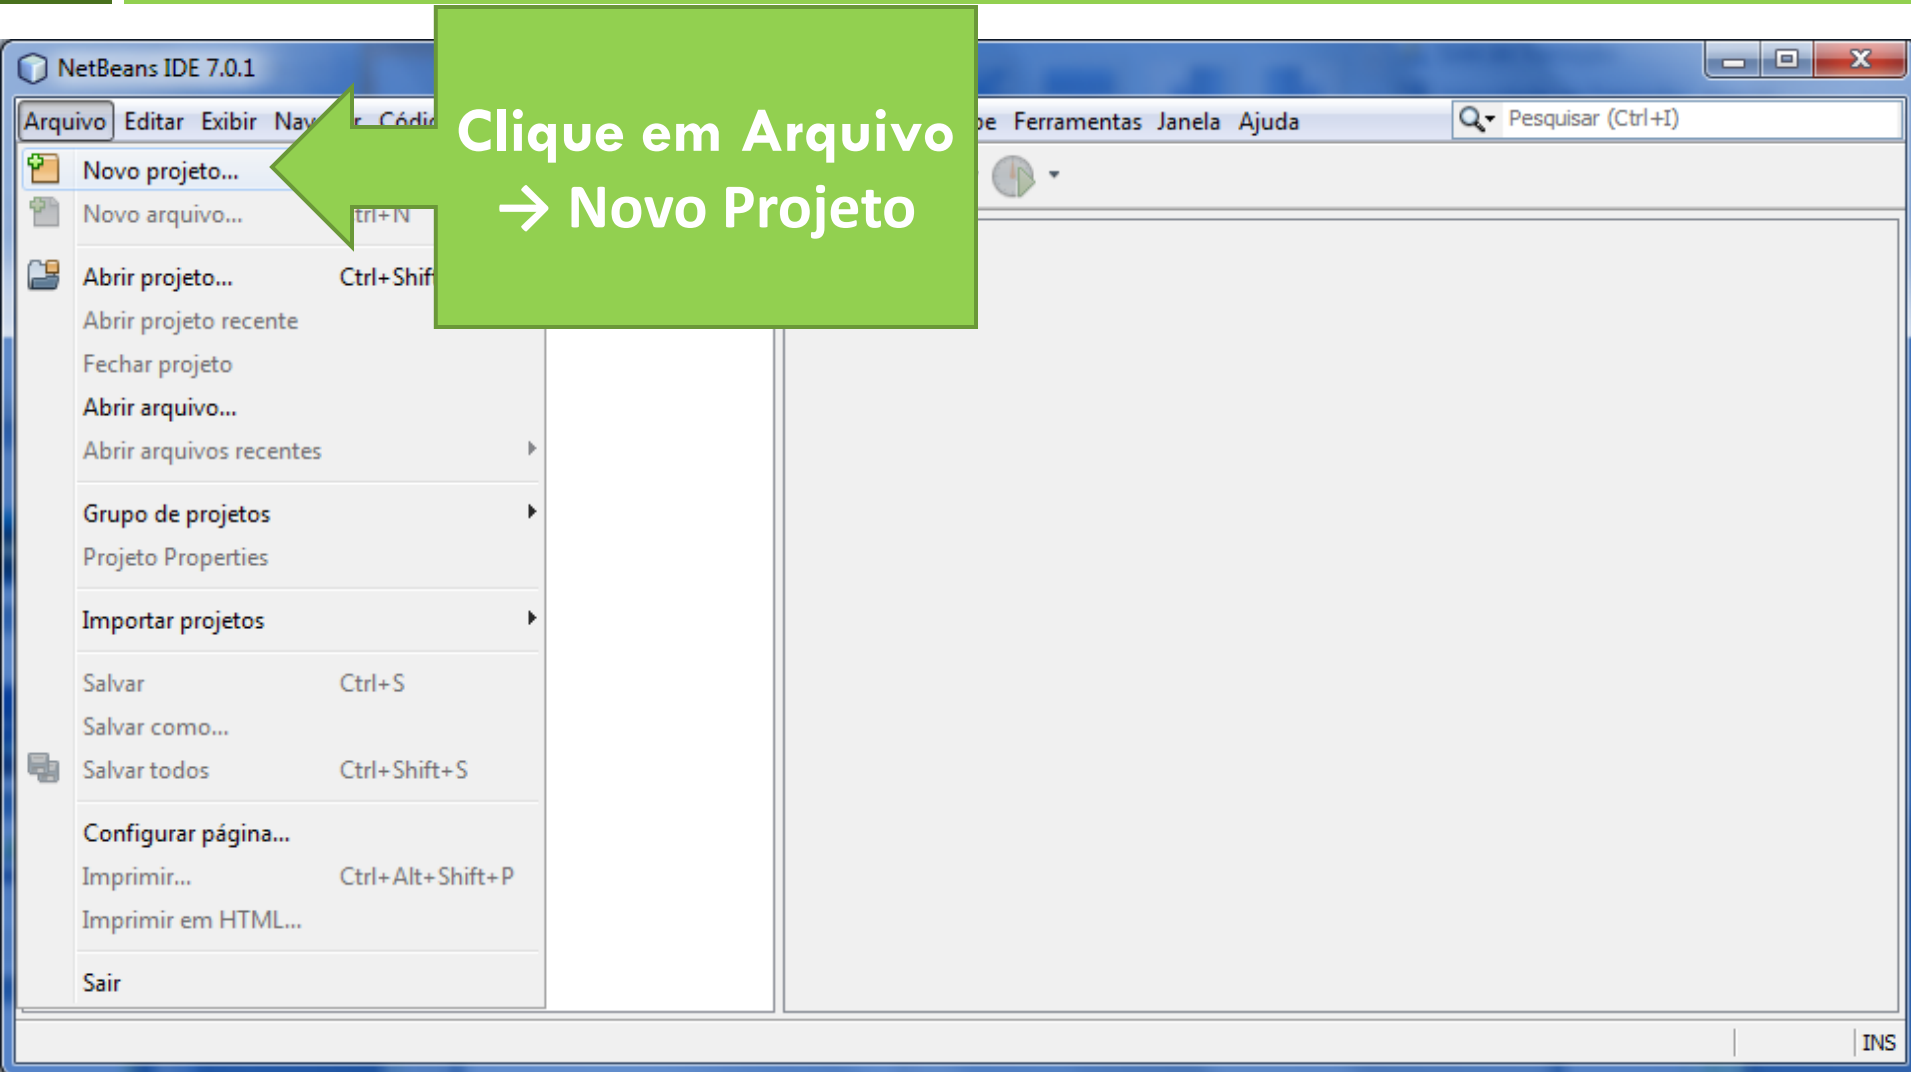 NetBeans IDE 7.0.1
Arquivo Editar Exibir Ferramentas Janela Ajuda
Pesquisar (Ctrl+I)
Clique em Arquivo
→ Novo Projeto
Novo projeto...
Novo arquivo...
Abrir projeto... Ctrl+Shif
Abrir projeto recente
Fechar projeto
Abrir arquivo...
Abrir arquivos recentes
Grupo de projetos
Projeto Properties
Importar projetos
Salvar Ctrl+S
Salvar como...
Salvar todos Ctrl+Shift+S
Configurar página...
Imprimir... Ctrl+Alt+Shift+P
Imprimir em HTML...
Sair
INS